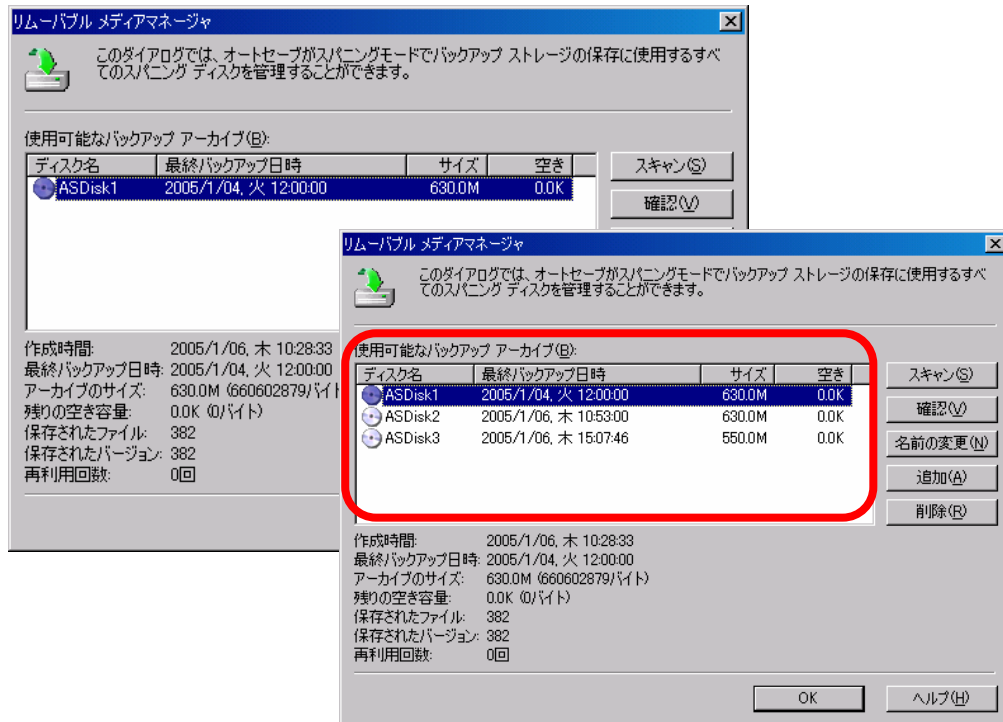 リムーバブル メディアマネージャ
このダイアログでは、オートセーブがスパニングモードでバックアップ ストレージの保存に使用するすべ
てのスパニング ディスクを管理することができます。
使用可能なバックアップ アーカイブ(B):
ディスク名 最終バックアップ日時 サイズ 空き
ASDisk1 2005/1/04, 火 12:00:00 630.0M 0.0K
スキャン(S)
確認(V)
作成時間: 2005/1/06, 木 10:28:33
最終バックアップ日時: 2005/1/04, 火 12:00:00
アーカイブのサイズ: 630.0M (660602879バイト
残りの空き容量: 0.0K (0バイト)
保存されたファイル: 382
保存されたバージョン: 382
再利用回数: 0回
リムーバブル メディアマネージャ
このダイアログでは、オートセーブがスパニングモードでバックアップ ストレージの保存に使用するすべ
てのスパニング ディスクを管理することができます。
使用可能なバックアップ アーカイブ(B):
ディスク名 最終バックアップ日時 サイズ 空き
ASDisk1 2005/1/04, 火 12:00:00 630.0M 0.0K
ASDisk2 2005/1/06, 木 10:53:00 630.0M 0.0K
ASDisk3 2005/1/06, 木 15:07:46 550.0M 0.0K
スキャン(S)
確認(V)
名前の変更(N)
追加(A)
削除(R)
作成時間: 2005/1/06, 木 10:28:33
最終バックアップ日時: 2005/1/04, 火 12:00:00
アーカイブのサイズ: 630.0M (660602879バイト)
残りの空き容量: 0.0K (0バイト)
保存されたファイル: 382
保存されたバージョン: 382
再利用回数: 0回
OK
ヘルプ(H)